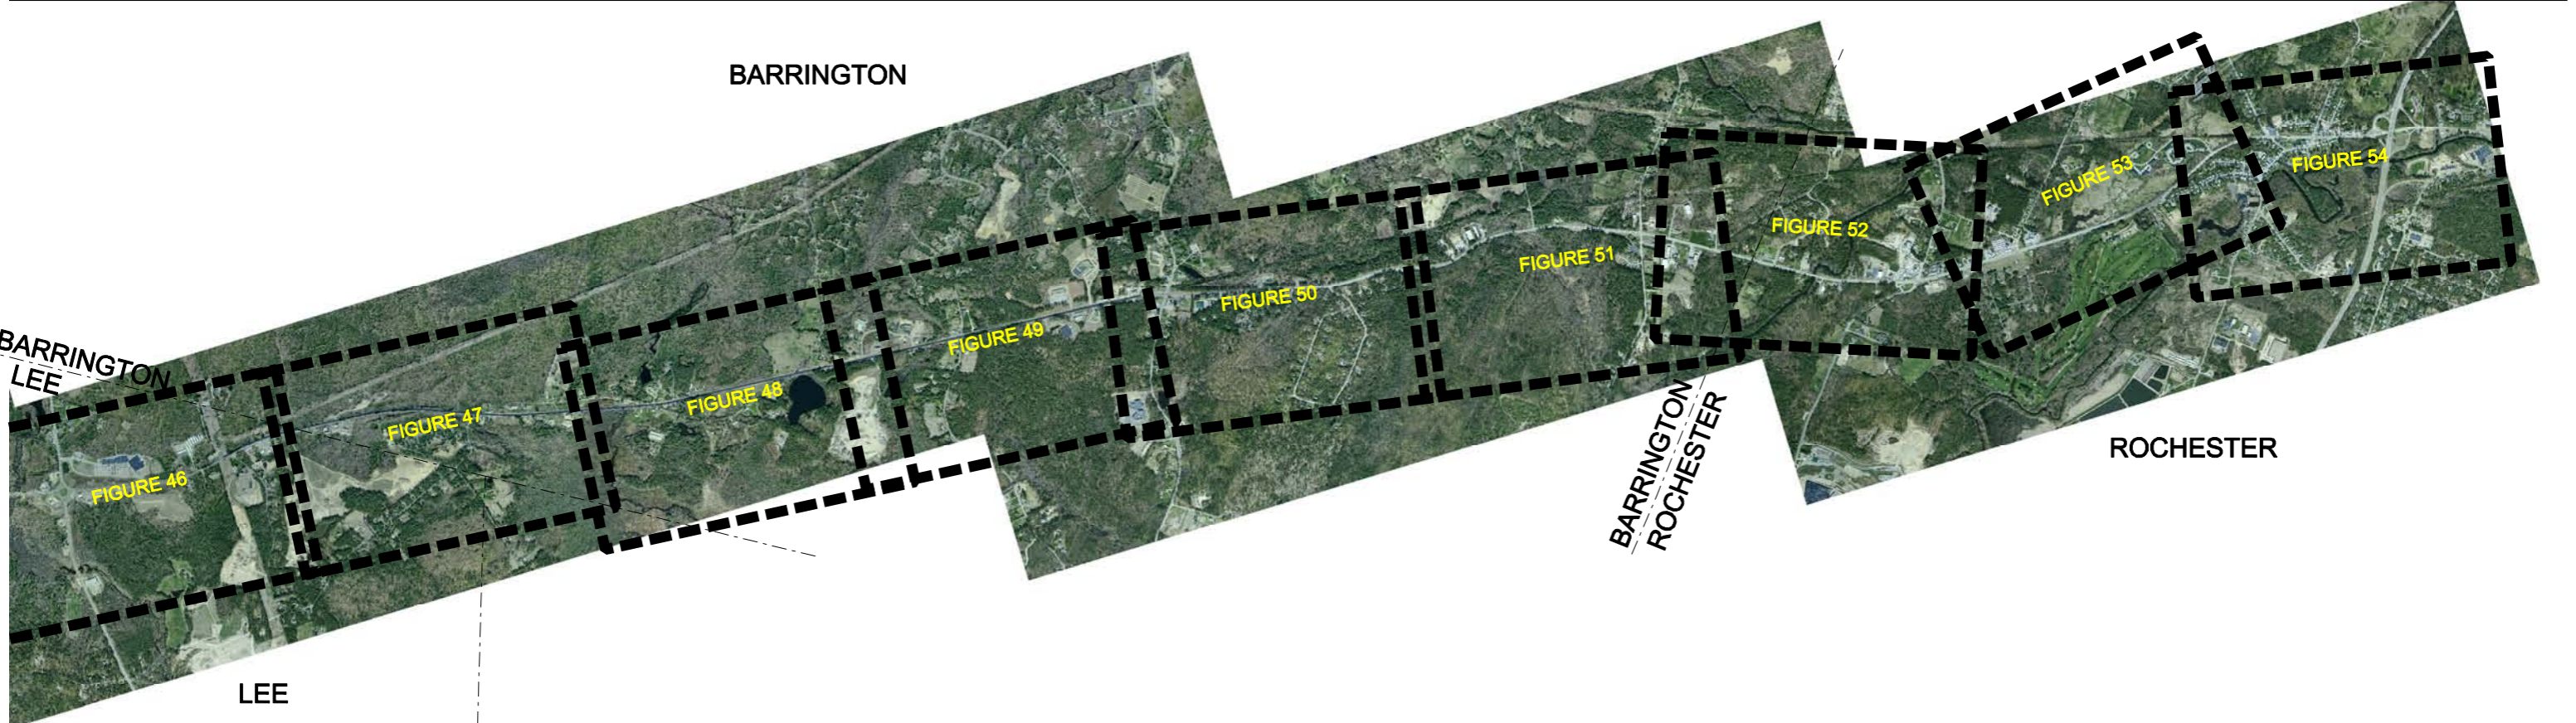 BARRINGTON
BARRINGTON
LEE
FIGURE 46
FIGURE 47
FIGURE 48
FIGURE 49
FIGURE 50
FIGURE 51
FIGURE 52
FIGURE 53
FIGURE 54
BARRINGTON
ROCHESTER
ROCHESTER
LEE